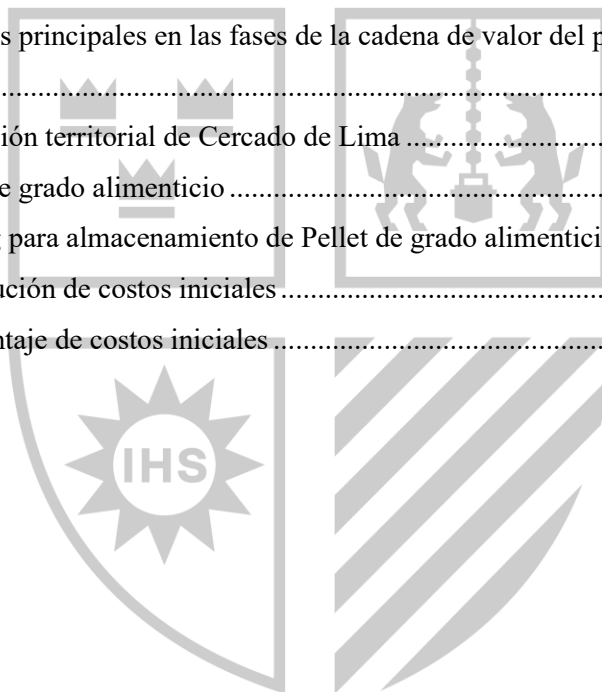 s principales en las fases de la cadena de valor del p
................................................................................
ión territorial de Cercado de Lima ..........................
e grado alimenticio ..................................................
g para almacenamiento de Pellet de grado alimentici
ución de costos iniciales ...........................................
ntaje de costos iniciales ............................................
IHS